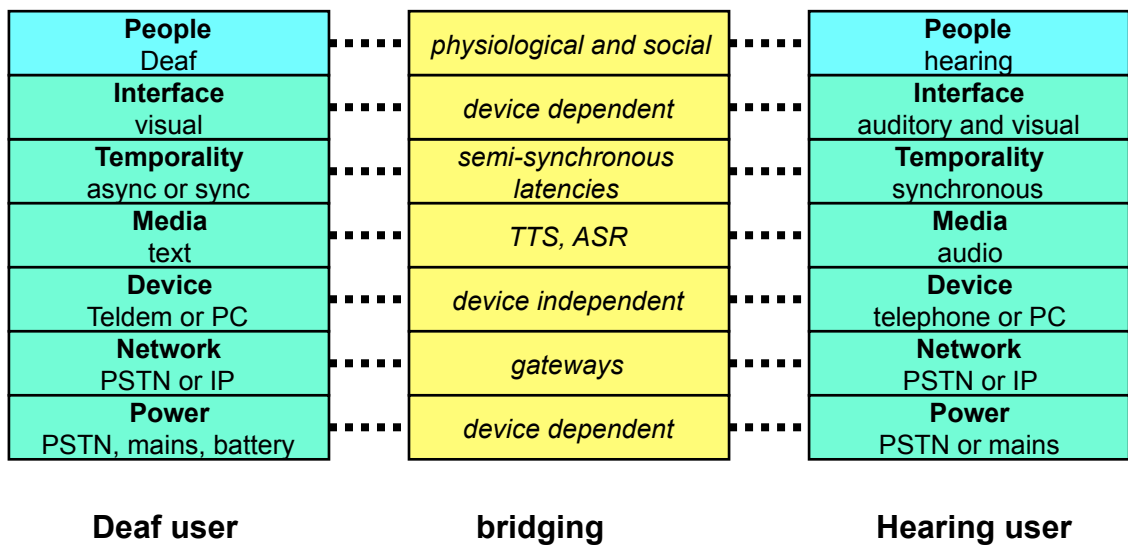 People
Deaf
physiological and social
People
hearing
Interface
visual
device dependent
Interface
auditory and visual
Temporality
async or sync
semi-synchronous
latencies
Temporality
synchronous
Media
text
TTS, ASR
Media
audio
Device
Teldem or PC
device independent
Device
telephone or PC
Network
PSTN or IP
gateways
Network
PSTN or IP
Power
PSTN, mains, battery
device dependent
Power
PSTN or mains
Deaf user
bridging
Hearing user